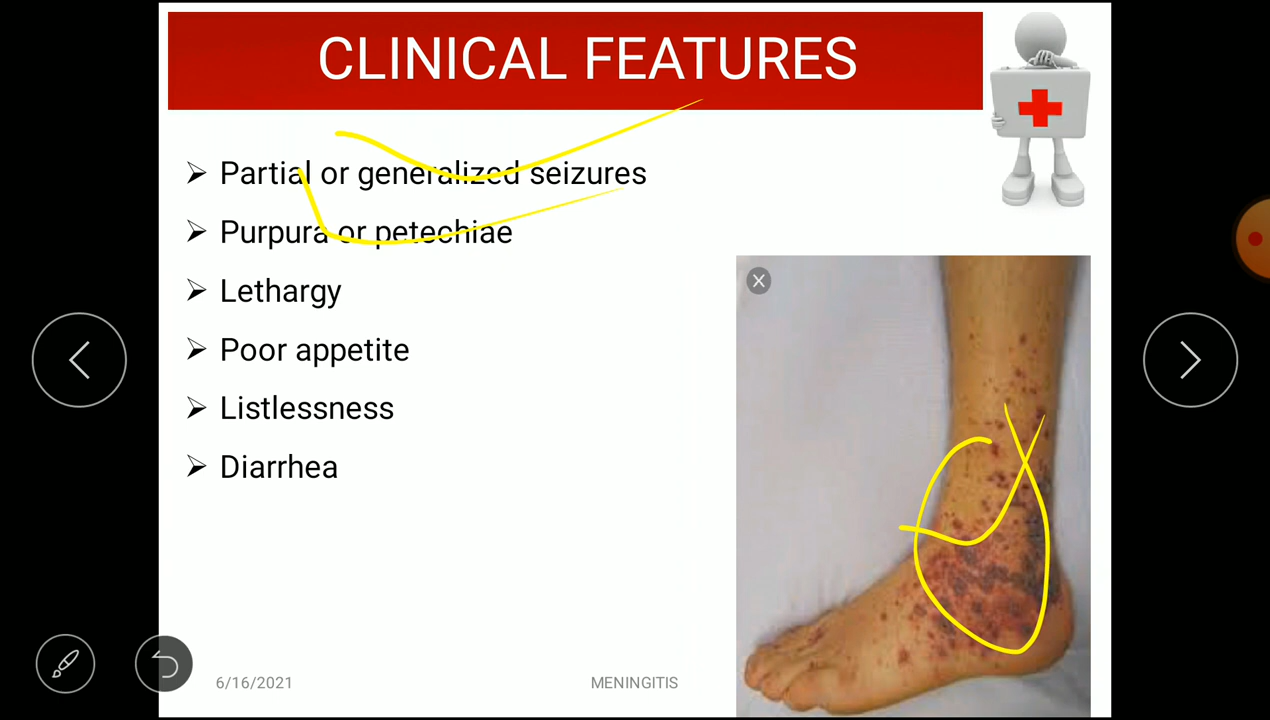 CLINICAL FEATURES
➢ Partial or generalized seizures
➢ Purpura or petechiae
➢ Lethargy
➢ Poor appetite
➢ Listlessness
➢ Diarrhea
6/16/2021
MENINGITIS